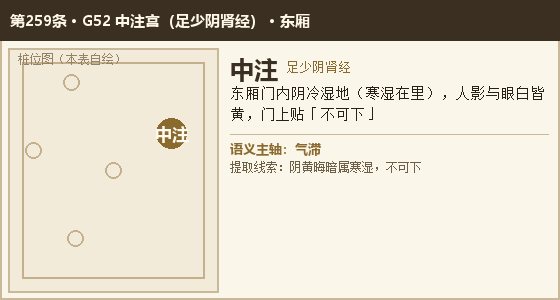 第259条・G52 中注宫（足少阴肾经）・东厢
桩位图（本表自绘）
中注
中注 足少阴肾经
东厢门内阴冷湿地（寒湿在里），人影与眼白皆
黄，门上贴「不可下」
语义主轴：气滞
提取线索：阴黄晦暗属寒湿，不可下